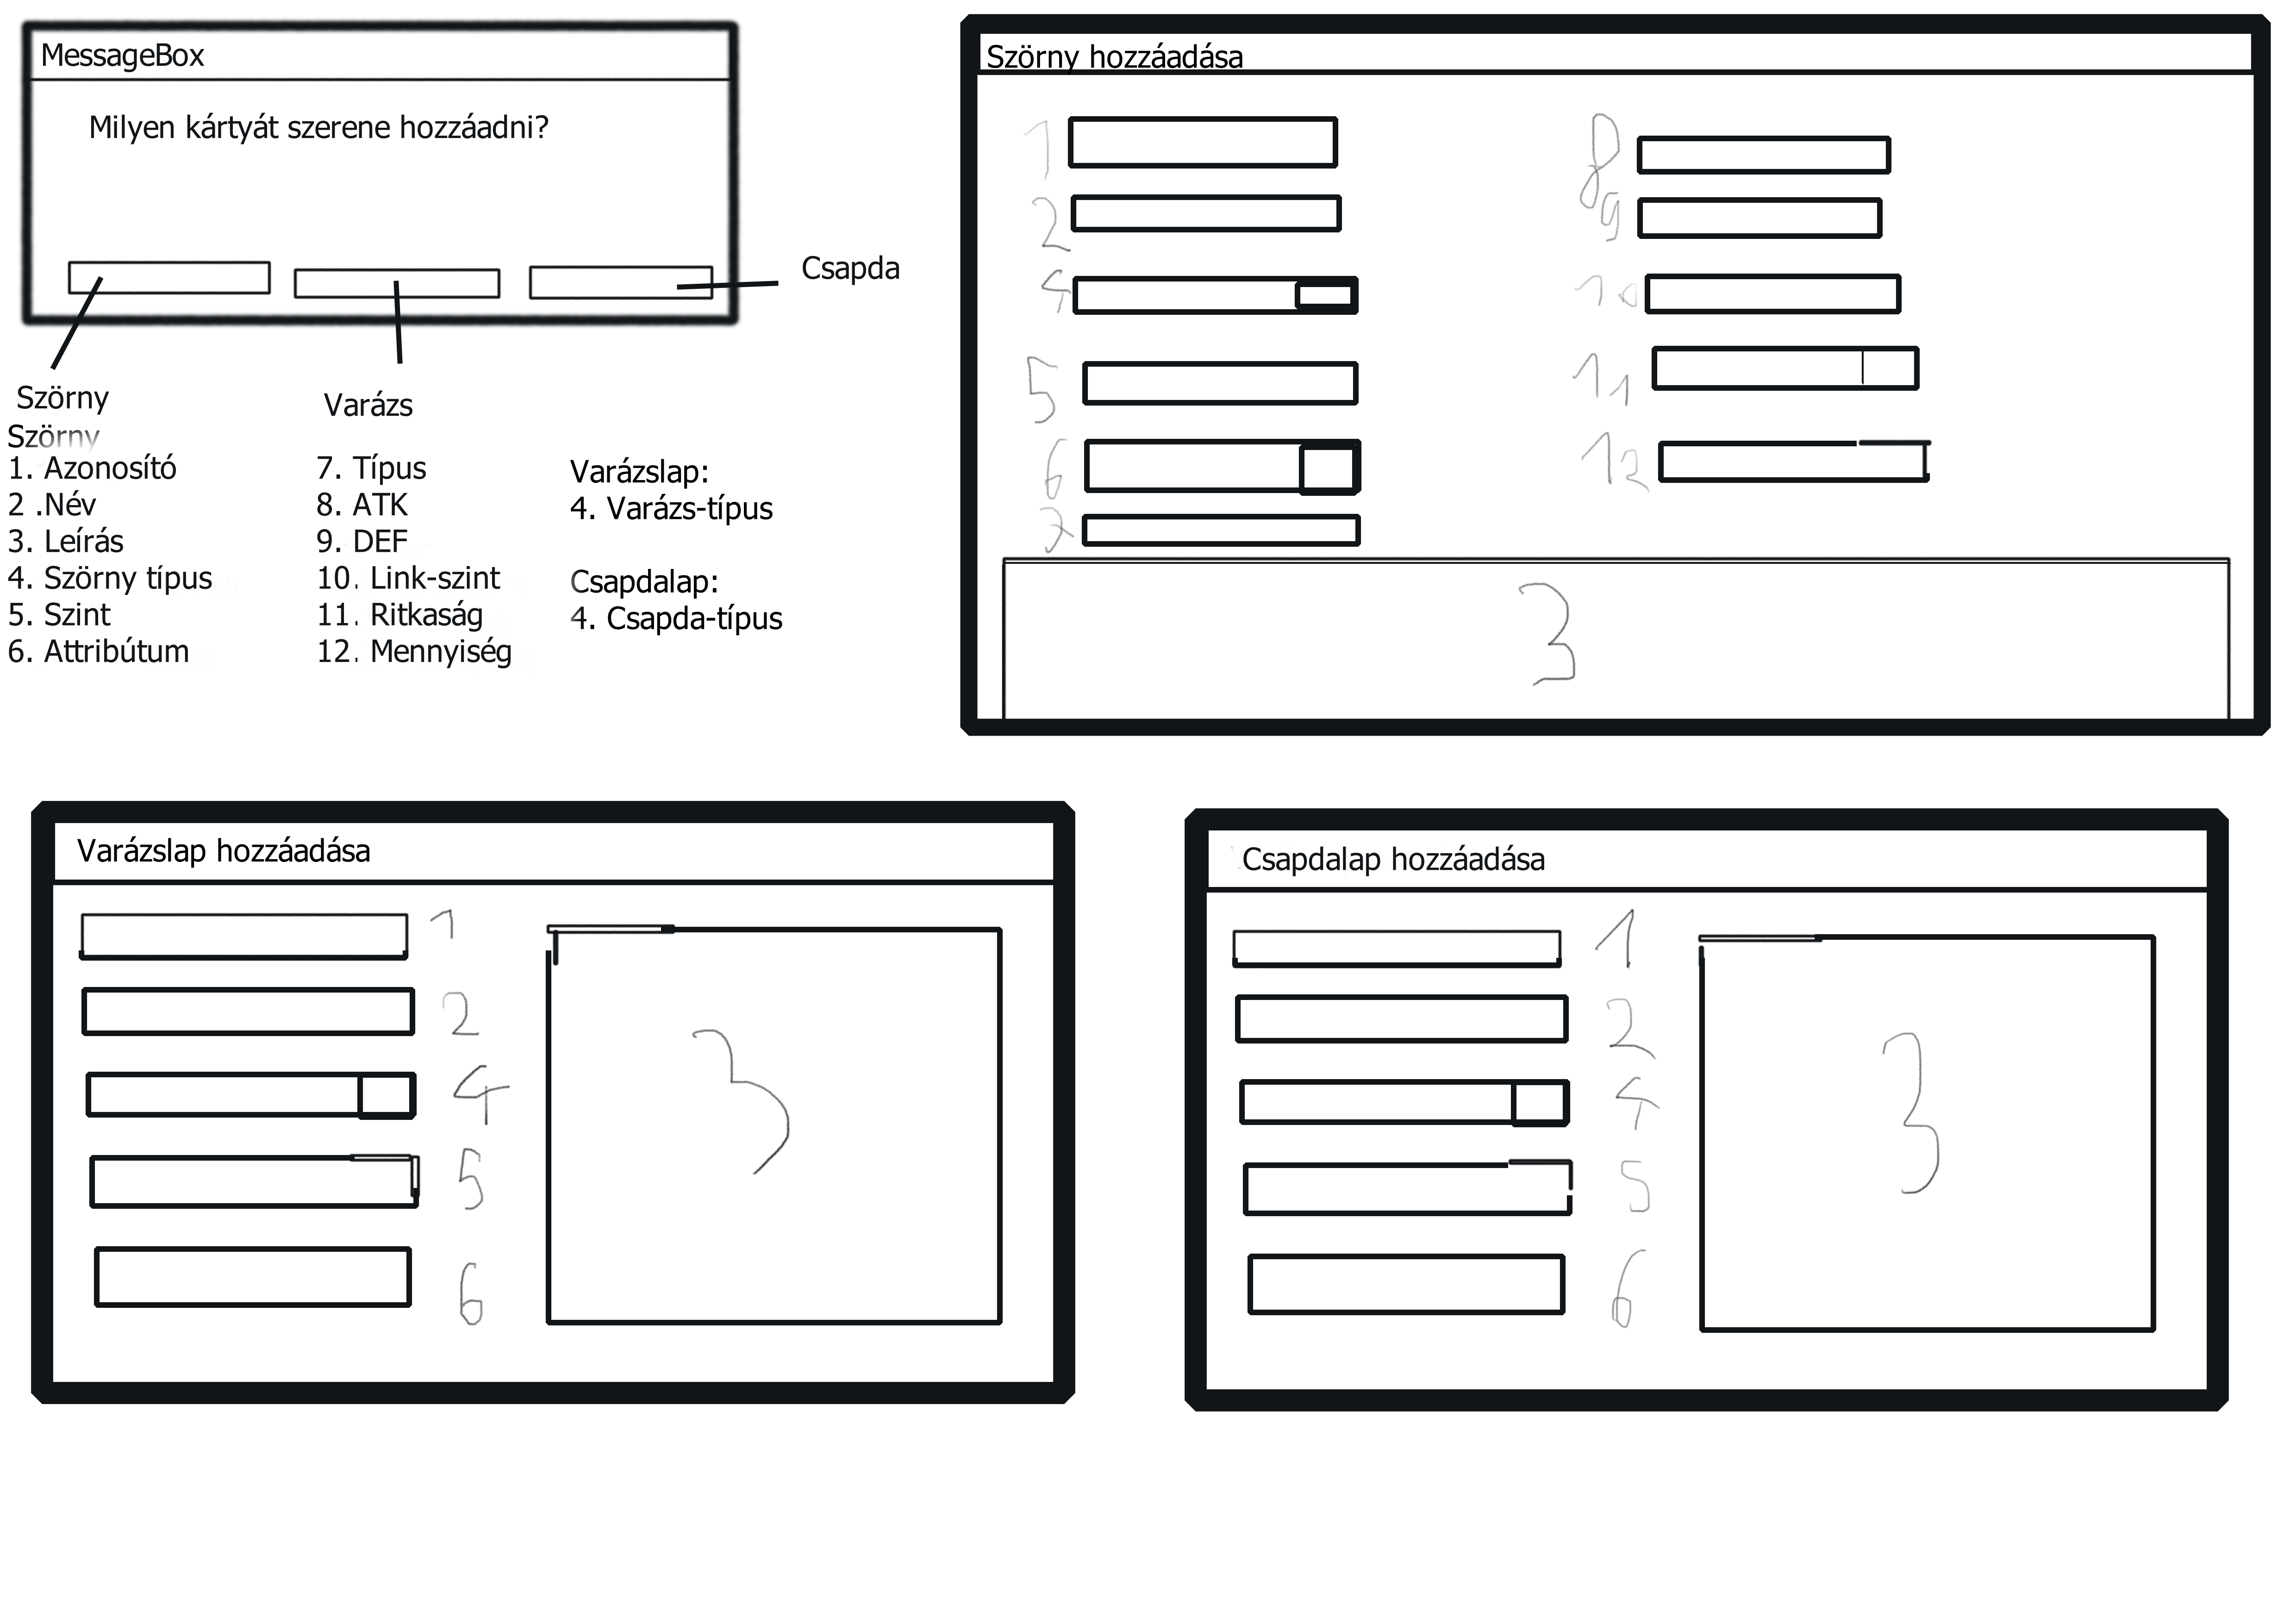 MessageBox
Milyen kártyát szerene hozzáadni?
Csapda
Szörny
Varázs
Szörny
1. Azonosító
2 .Név
3. Leírás
4. Szörny típus
5. Szint
6. Attribútum
7. Típus
8. ATK
9. DEF
10. Link-szint
11. Ritkaság
12. Mennyiség
Varázslap:
4. Varázs-típus
Csapdalap:
4. Csapda-típus
Szörny hozzáadása
1
2
4
5
6
7
8
9
10
11
12
3
Varázslap hozzáadása
1
2
4
5
6
3
Csapdalap hozzáadása
1
2
4
5
6
3